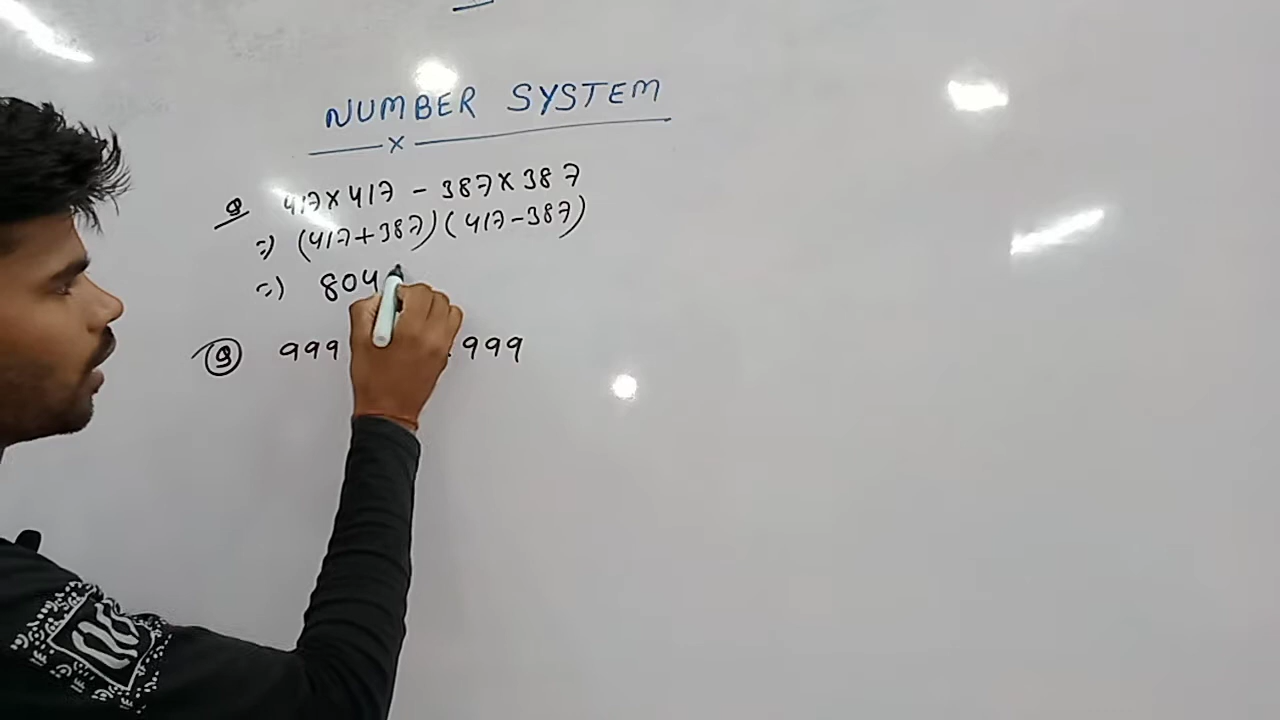 NUMBER SYSTEM
x
Q 417×417 - 387×387
=) (417+387)(417-387)
=) 804
Q 999 999